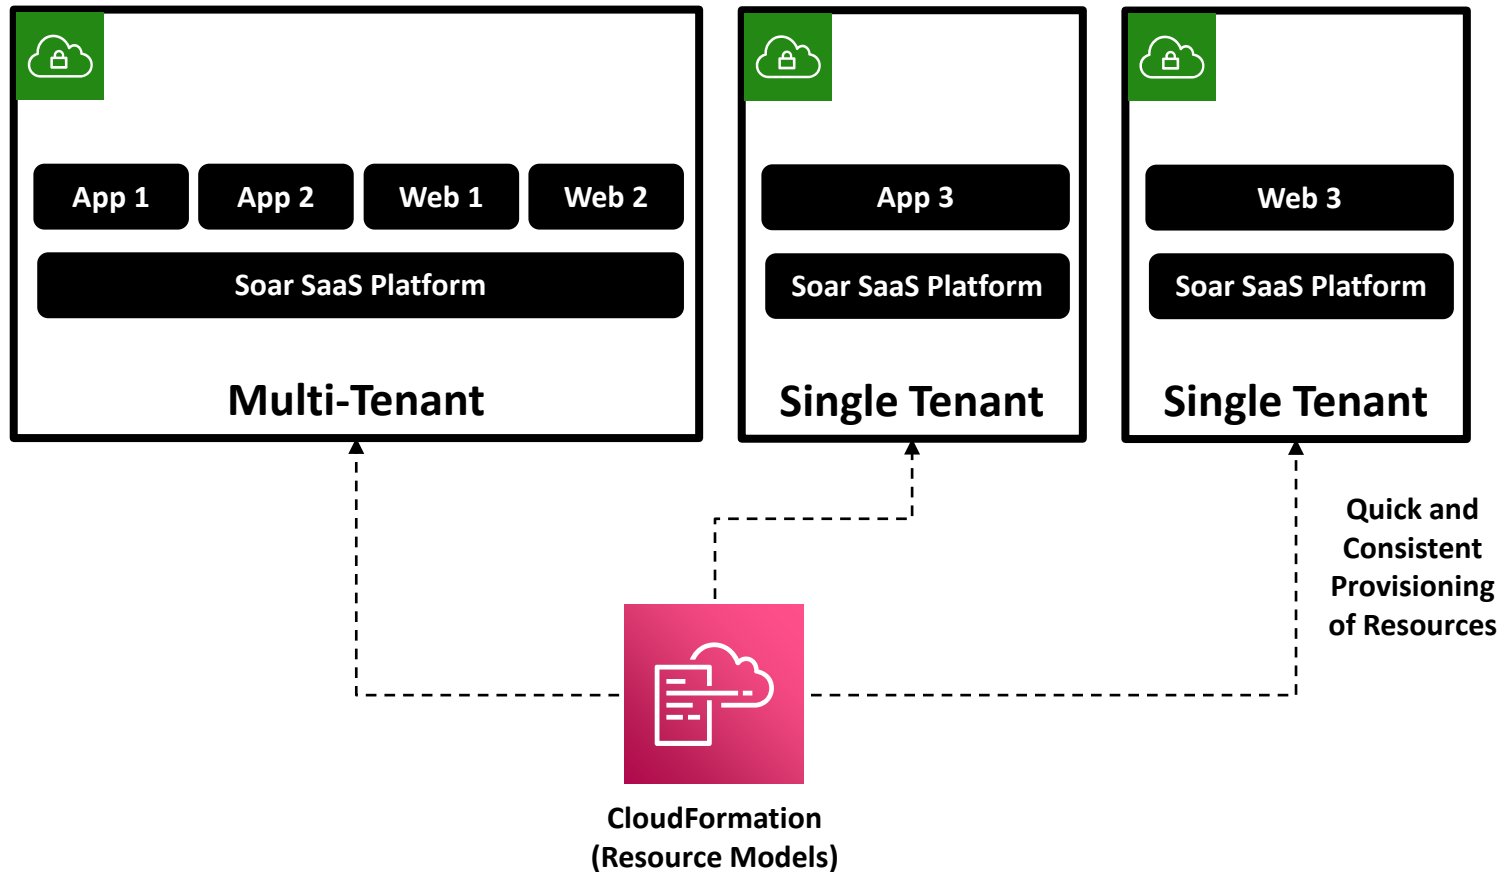 App 1
App 2
Web 1
Web 2
App 3
Web 3
Soar SaaS Platform
Soar SaaS Platform
Soar SaaS Platform
Multi-Tenant
Single Tenant
Single Tenant
Quick and
Consistent
Provisioning
of Resources
CloudFormation
(Resource Models)